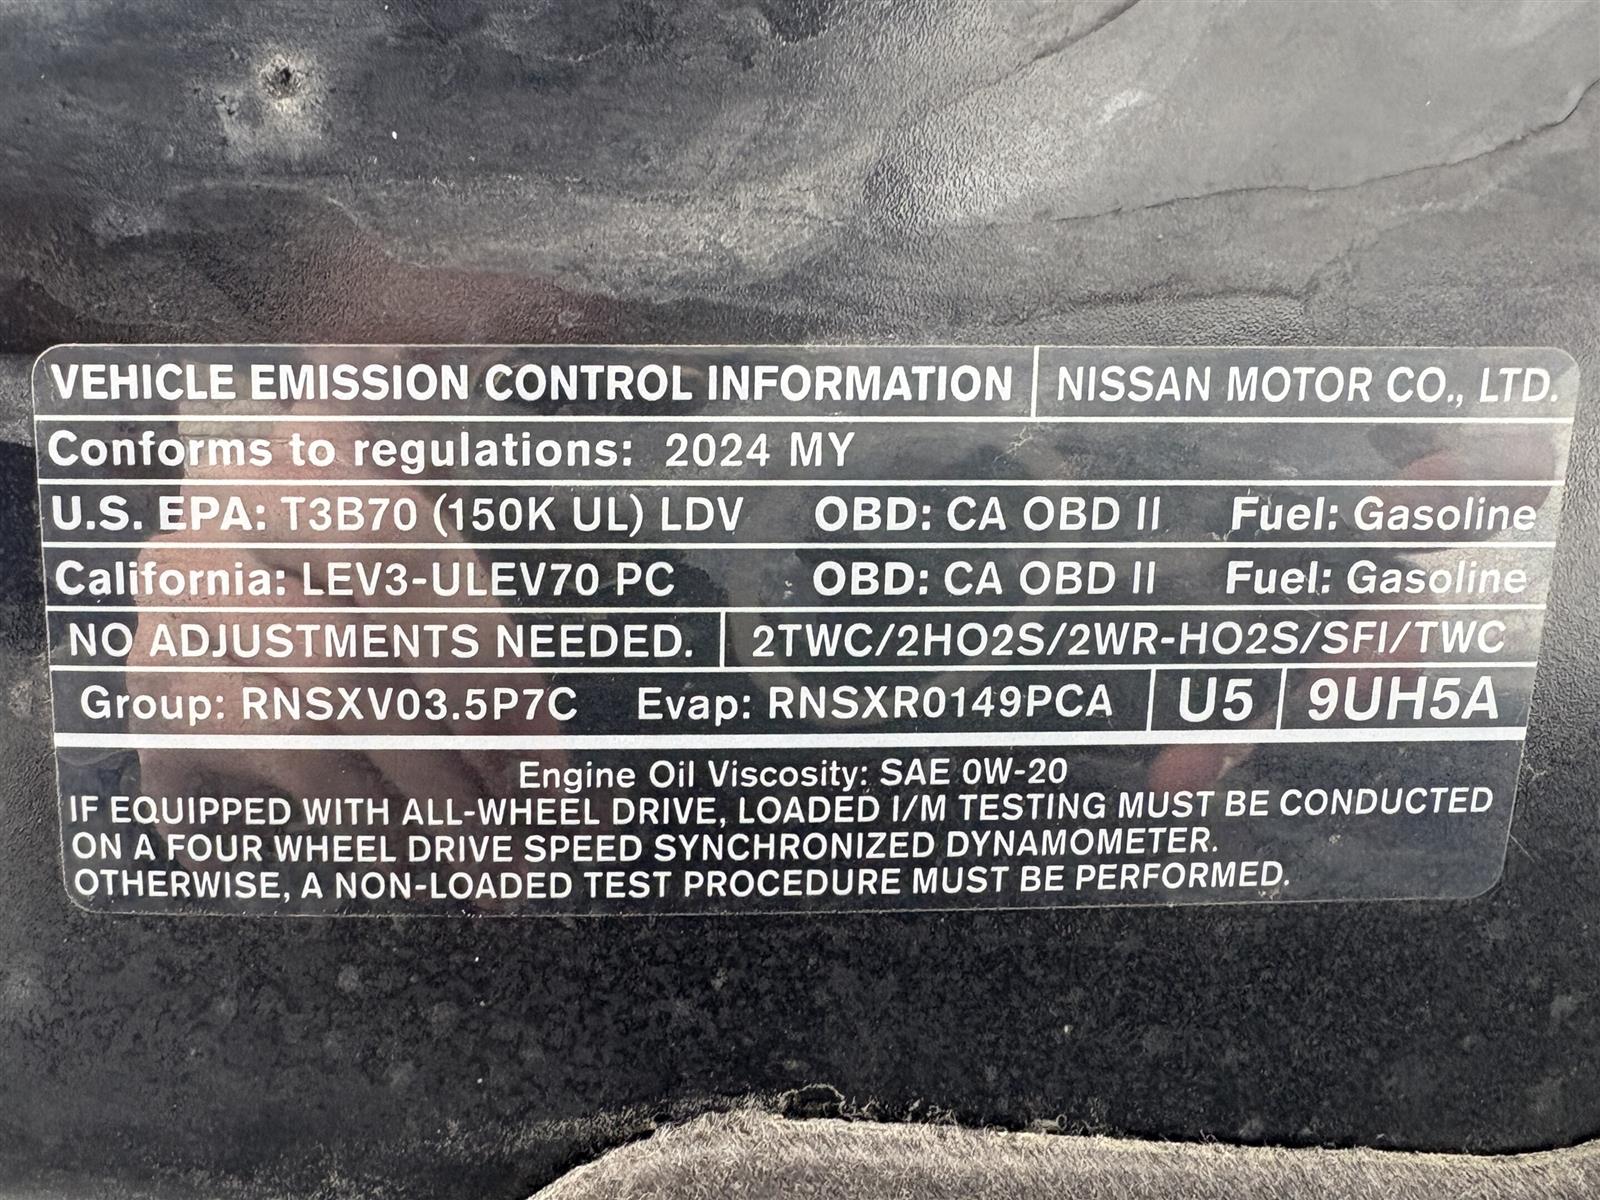 VEHICLE EMISSION CONTROL INFORMATION NISSAN MOTOR CO., LTD.
Conforms to regulations: 2024 MY
U.S. EPA: T3B70 (150K UL) LDV OBD: CA OBD II Fuel: Gasoline
California: LEV3-ULEV70 PC OBD: CA OBD II Fuel: Gasoline
NO ADJUSTMENTS NEEDED. 2TWC/2HO2S/2WR-HO2S/SFI/TWC
Group: RNSXV03.5P7C Evap: RNSXR0149PCA U5 9UH5A
Engine Oil Viscosity: SAE 0W-20
IF EQUIPPED WITH ALL-WHEEL DRIVE, LOADED I/M TESTING MUST BE CONDUCTED
ON A FOUR WHEEL DRIVE SPEED SYNCHRONIZED DYNAMOMETER.
OTHERWISE, A NON-LOADED TEST PROCEDURE MUST BE PERFORMED.